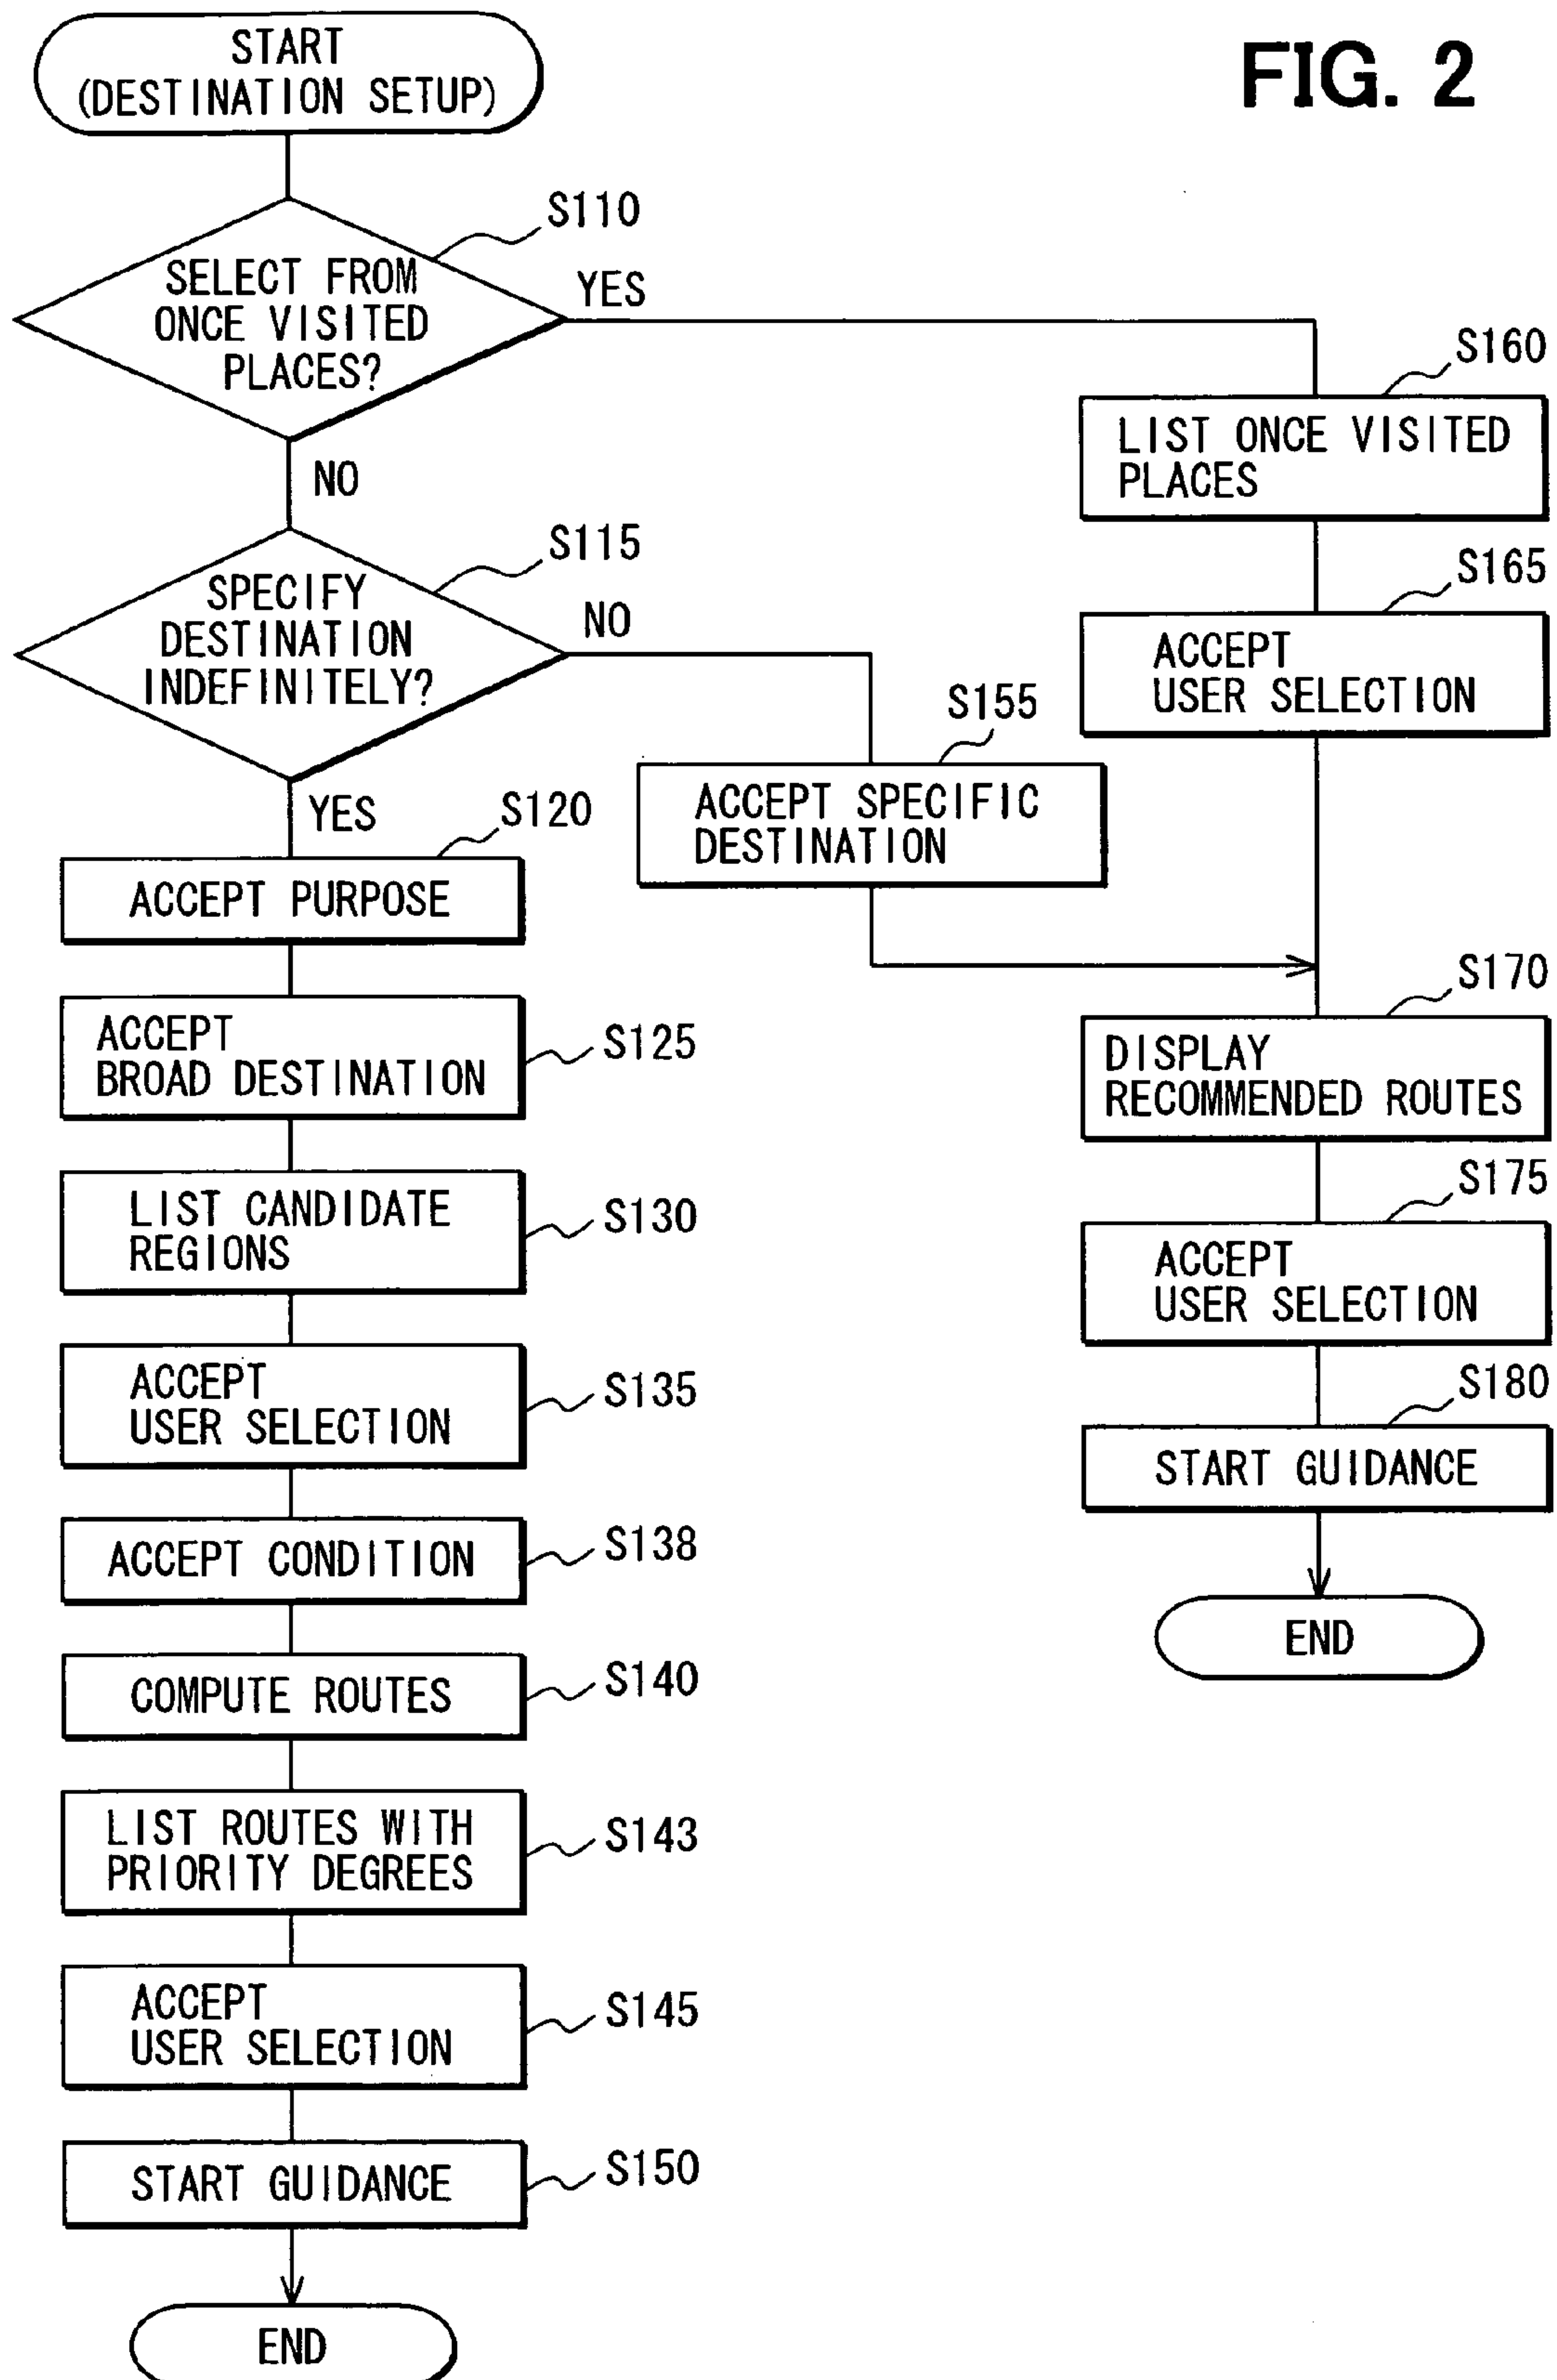 START
(DESTINATION SETUP)
FIG. 2
S110
SELECT FROM
ONCE VISITED
PLACES?
YES
NO
S160
LIST ONCE VISITED
PLACES
S115
SPECIFY
DESTINATION
INDEFINITELY?
NO
YES
S165
ACCEPT
USER SELECTION
S155
ACCEPT SPECIFIC
DESTINATION
S120
ACCEPT PURPOSE
S125
ACCEPT
BROAD DESTINATION
S170
DISPLAY
RECOMMENDED ROUTES
S130
LIST CANDIDATE
REGIONS
S175
ACCEPT
USER SELECTION
S135
ACCEPT
USER SELECTION
S180
START GUIDANCE
S138
ACCEPT CONDITION
END
S140
COMPUTE ROUTES
S143
LIST ROUTES WITH
PRIORITY DEGREES
S145
ACCEPT
USER SELECTION
S150
START GUIDANCE
END